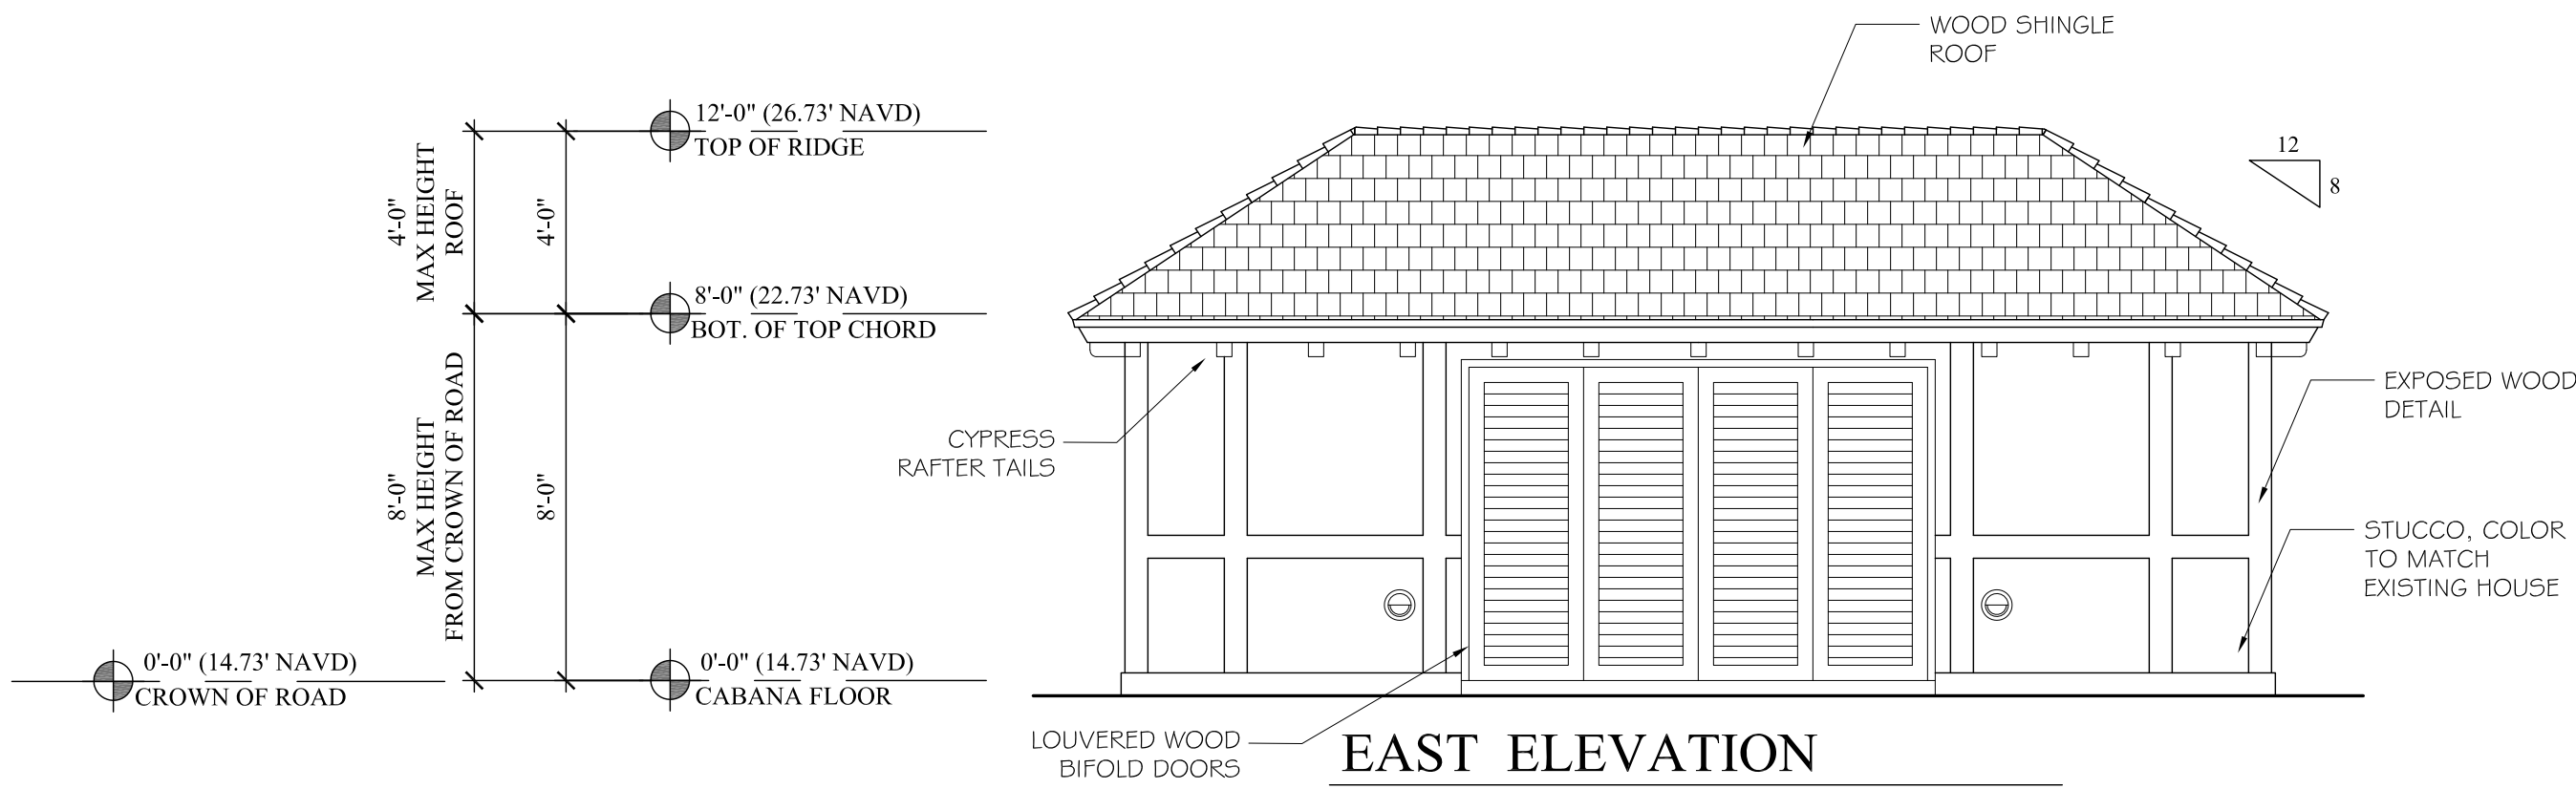 WOOD SHINGLE
ROOF
12'-0" (26.73' NAVD)
TOP OF RIDGE
12
8
4'-0"
MAX HEIGHT
ROOF
4'-0"
8'-0" (22.73' NAVD)
BOT. OF TOP CHORD
EXPOSED WOOD
DETAIL
CYPRESS
RAFTER TAILS
8'-0"
MAX HEIGHT
FROM CROWN OF ROAD
8'-0"
STUCCO, COLOR
TO MATCH
EXISTING HOUSE
0'-0" (14.73' NAVD)
CROWN OF ROAD
0'-0" (14.73' NAVD)
CABANA FLOOR
LOUVERED WOOD
BIFOLD DOORS
EAST ELEVATION